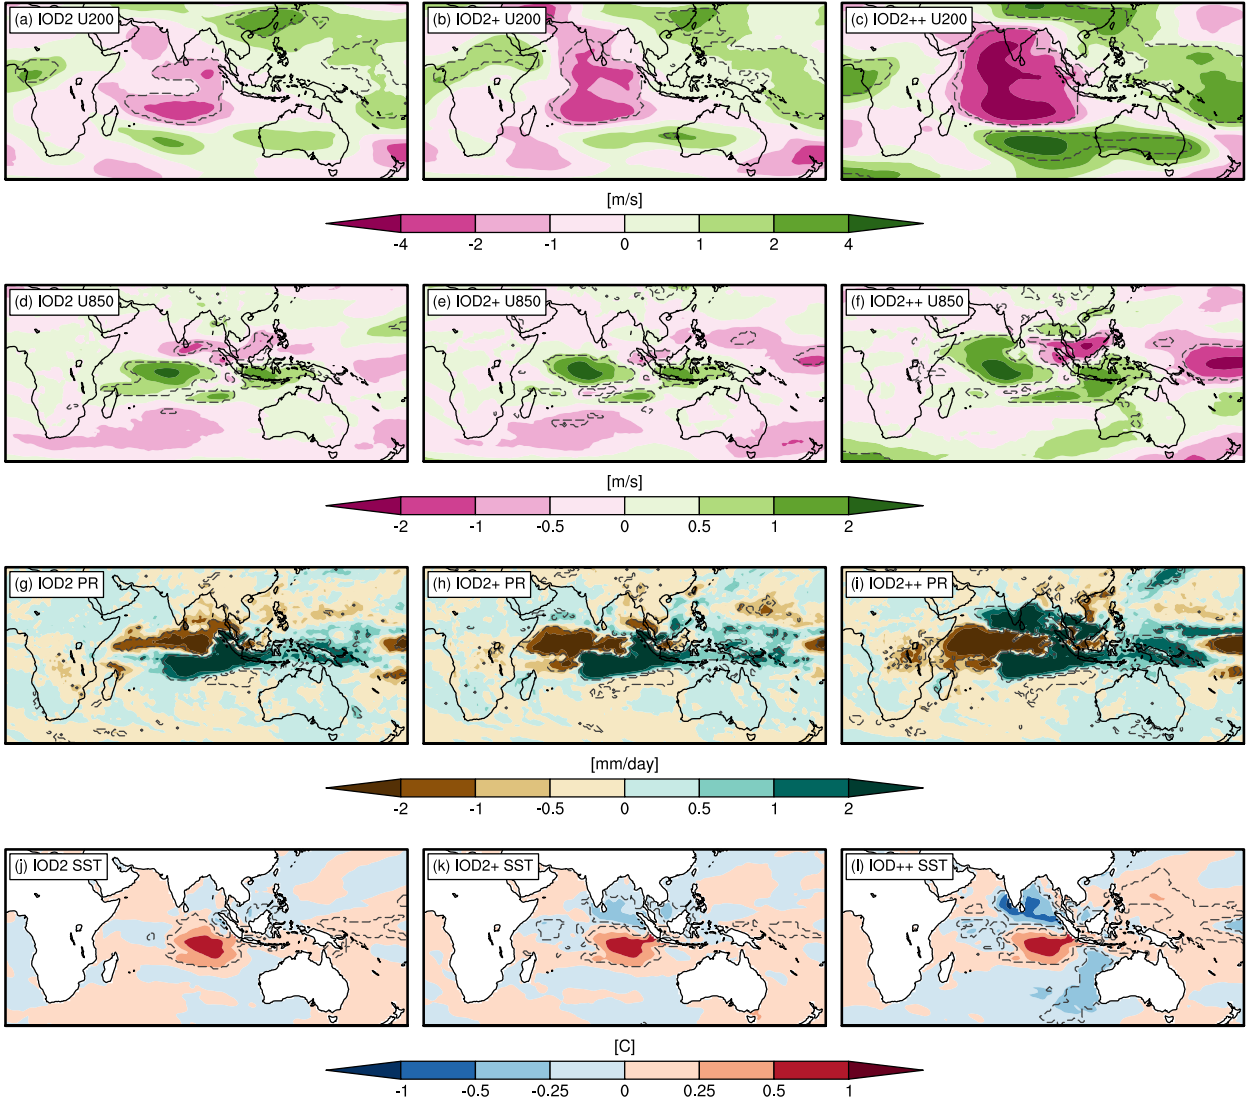 (a) IOD2 U200
(b) IOD2+ U200
(c) IOD2++ U200
[m/s]
-4 -2 -1 0 1 2 4
(d) IOD2 U850
(e) IOD2+ U850
(f) IOD2++ U850
[m/s]
-2 -1 -0.5 0 0.5 1 2
(g) IOD2 PR
(h) IOD2+ PR
(i) IOD2++ PR
[mm/day]
-2 -1 -0.5 0 0.5 1 2
(j) IOD2 SST
(k) IOD2+ SST
(l) IOD++ SST
[C]
-1 -0.5 -0.25 0 0.25 0.5 1